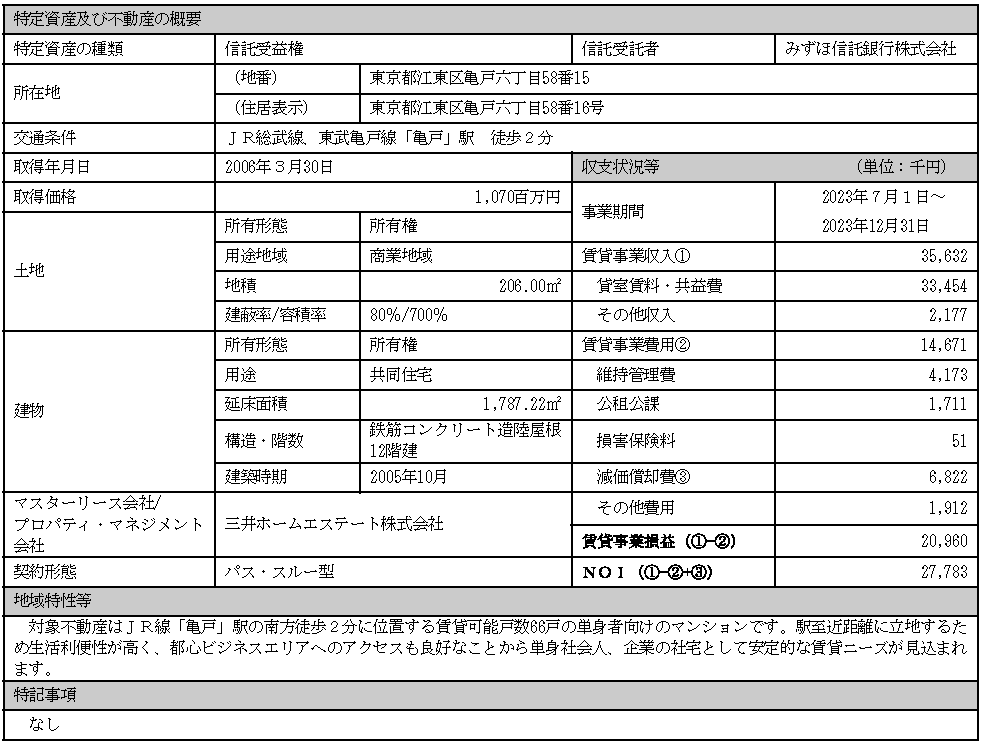 特定資産及び不動産の概要
特定資産の種類 信託受益権 信託受託者 みずほ信託銀行株式会社
所在地 (地番) 東京都江東区亀戸六丁目58番15
(住居表示) 東京都江東区亀戸六丁目58番16号
交通条件 JR総武線、東武亀戸線「亀戸」駅 徒歩2分
取得年月日 2006年3月30日 収支状況等 (単位:千円)
取得価格 1,070百万円 事業期間 2023年7月1日~
2023年12月31日
土地 所有形態 所有権
用途地域 商業地域 賃貸事業収入① 35,632
地積 206.00㎡ 貸室賃料・共益費 33,454
建蔽率/容積率 80%/700% その他収入 2,177
建物 所有形態 所有権 賃貸事業費用② 14,671
用途 共同住宅 維持管理費 4,173
延床面積 1,787.22㎡ 公租公課 1,711
構造・階数 鉄筋コンクリート造陸屋根
12階建 損害保険料 51
建築時期 2005年10月 減価償却費③ 6,822
マスターリース会社/
プロパティ・マネジメント
会社 三井ホームエステート株式会社 その他費用 1,912
賃貸事業損益 (①-②) 20,960
契約形態 パス・スルー型 NOI (①-②+③) 27,783
地域特性等
対象不動産はJR線「亀戸」駅の南方徒歩2分に位置する賃貸可能戸数66戸の単身者向けのマンションです。駅至近距離に立地するた
め生活利便性が高く、都心ビジネスエリアへのアクセスも良好なことから単身社会人、企業の社宅として安定的な賃貸ニーズが見込まれ
ます。
特記事項
なし